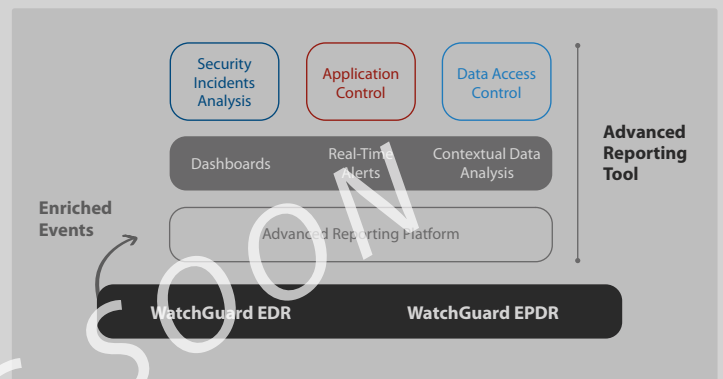 Security
Incidents
Analysis
Application
Control
Data Access
Control
Dashboards
Real-Time
Alerts
Contextual Data
Analysis
Advanced
Reporting
Tool
Enriched
Events
Advanced Reporting Platform
WatchGuard EDR
WatchGuard EPDR
SOON